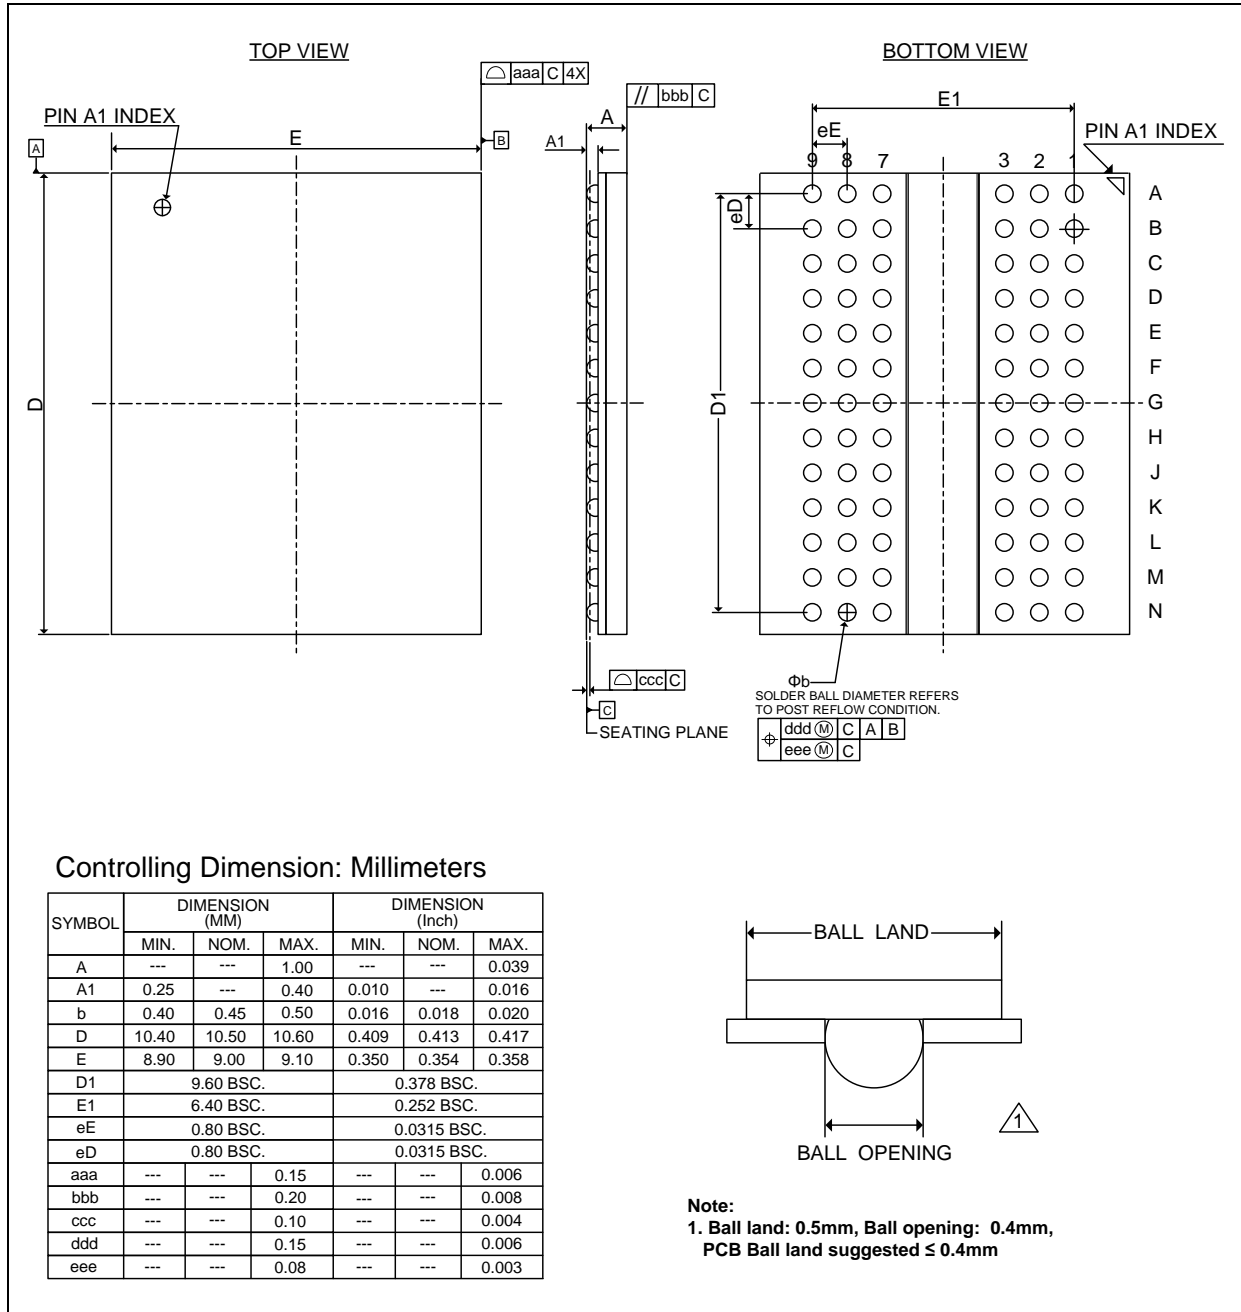 TOP VIEW
BOTTOM VIEW
aaa C 4X
// bbb C
PIN A1 INDEX
E
A
B
A
A1
E1
eE
PIN A1 INDEX
9 8 7 3 2 1
A
eD
B
C
D
E
F
D
D1
G
H
J
K
L
M
N
ccc C
C
SEATING PLANE
Φb
SOLDER BALL DIAMETER REFERS
TO POST REFLOW CONDITION.
ddd Ⓜ C A B
eee Ⓜ C
Controlling Dimension: Millimeters
SYMBOL DIMENSION (MM) DIMENSION (Inch)
MIN. NOM. MAX. MIN. NOM. MAX.
A --- --- 1.00 --- --- 0.039
A1 0.25 --- 0.40 0.010 --- 0.016
b 0.40 0.45 0.50 0.016 0.018 0.020
D 10.40 10.50 10.60 0.409 0.413 0.417
E 8.90 9.00 9.10 0.350 0.354 0.358
D1 9.60 BSC. 0.378 BSC.
E1 6.40 BSC. 0.252 BSC.
eE 0.80 BSC. 0.0315 BSC.
eD 0.80 BSC. 0.0315 BSC.
aaa --- --- 0.15 --- --- 0.006
bbb --- --- 0.20 --- --- 0.008
ccc --- --- 0.10 --- --- 0.004
ddd --- --- 0.15 --- --- 0.006
eee --- --- 0.08 --- --- 0.003
BALL LAND
1
BALL OPENING
Note:
1. Ball land: 0.5mm, Ball opening: 0.4mm,
PCB Ball land suggested ≤ 0.4mm